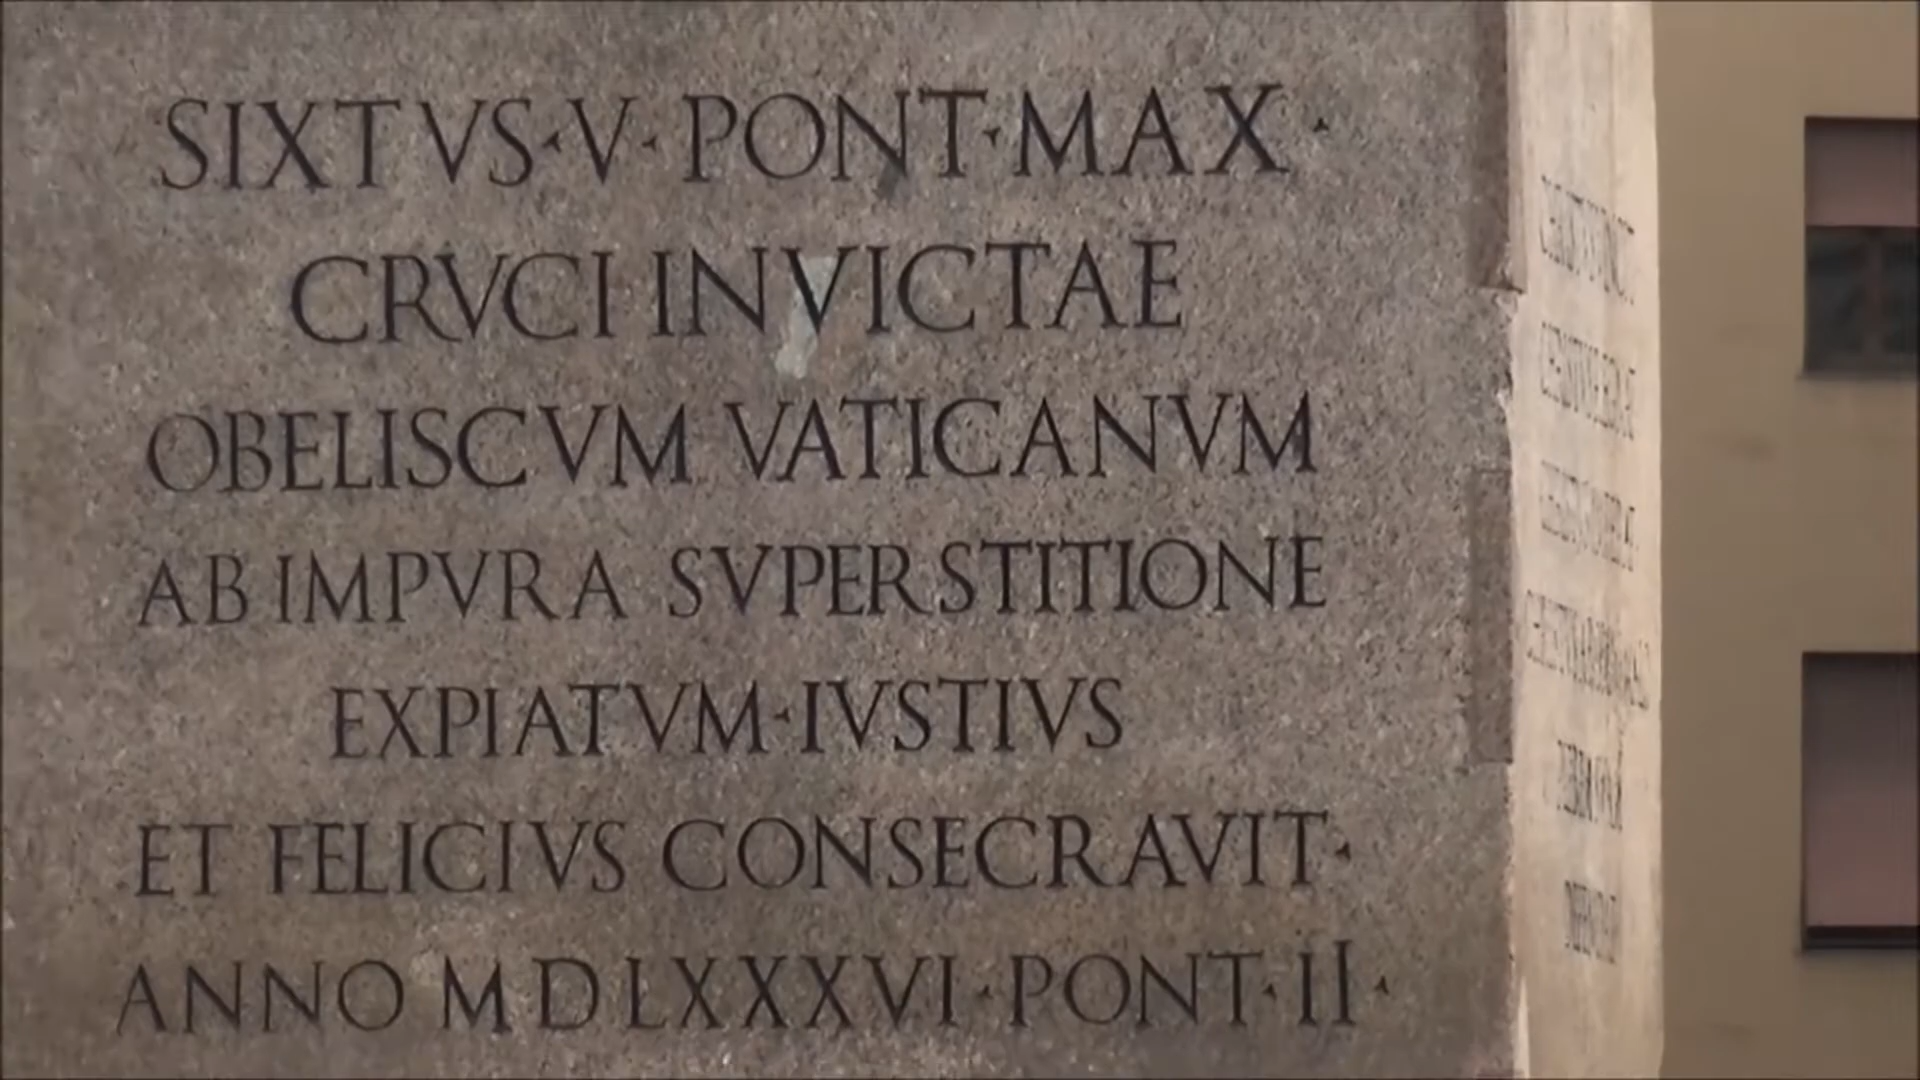 SIXTVS·V·PONT·MAX·
CRVCI INVICTAE
OBELISCVM VATICANVM
AB IMPVRA SVPERSTITIONE
EXPIATVM·IVSTIVS
ET FELICIVS CONSECRAVIT·
ANNO MDLXXXVI·PONT·II·